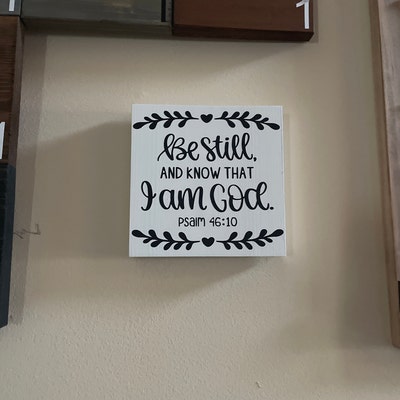 Be still,
AND KNOW THAT
I am God.
PSalM 46:10